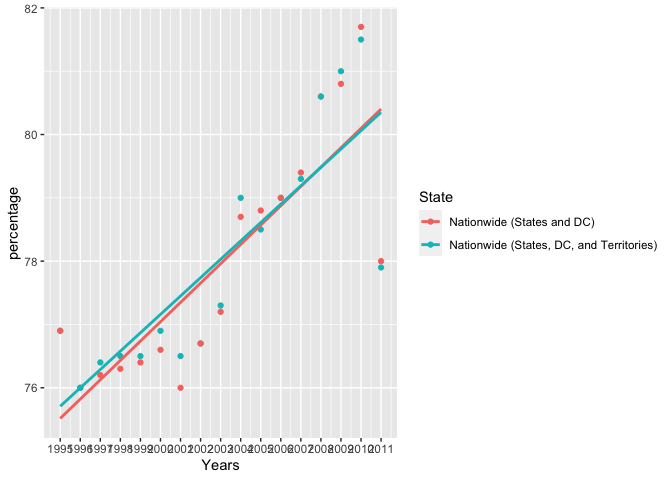 82
80
78
76
percentage
1995 1996 1997 1998 1999 2000 2001 2002 2003 2004 2005 2006 2007 2008 2009 2010 2011
Years
State
Nationwide (States and DC)
Nationwide (States, DC, and Territories)